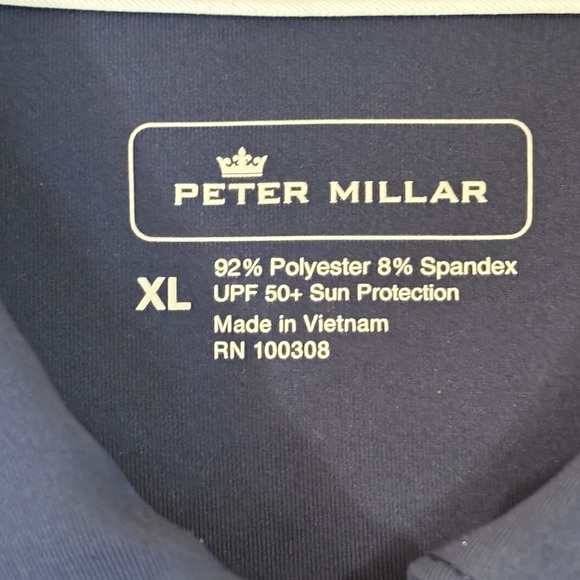 PETER MILLAR
XL
92% Polyester 8% Spandex
UPF 50+ Sun Protection
Made in Vietnam
RN 100308